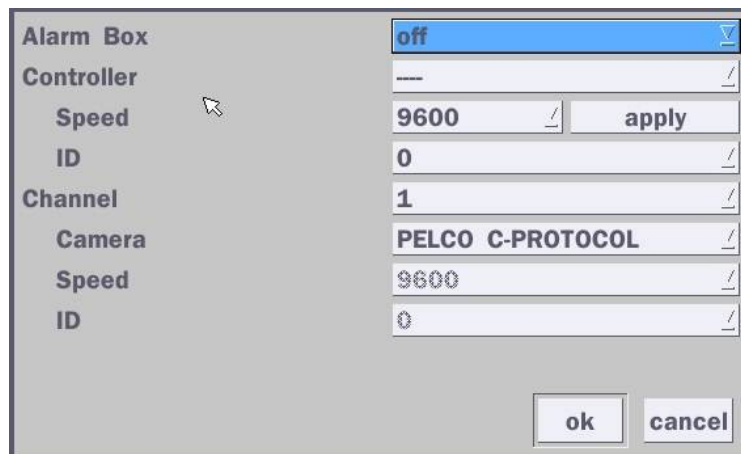 Alarm Box off
Controller ----
Speed 9600 apply
ID 0
Channel 1
Camera PELCO C-PROTOCOL
Speed 9600
ID 0
ok cancel